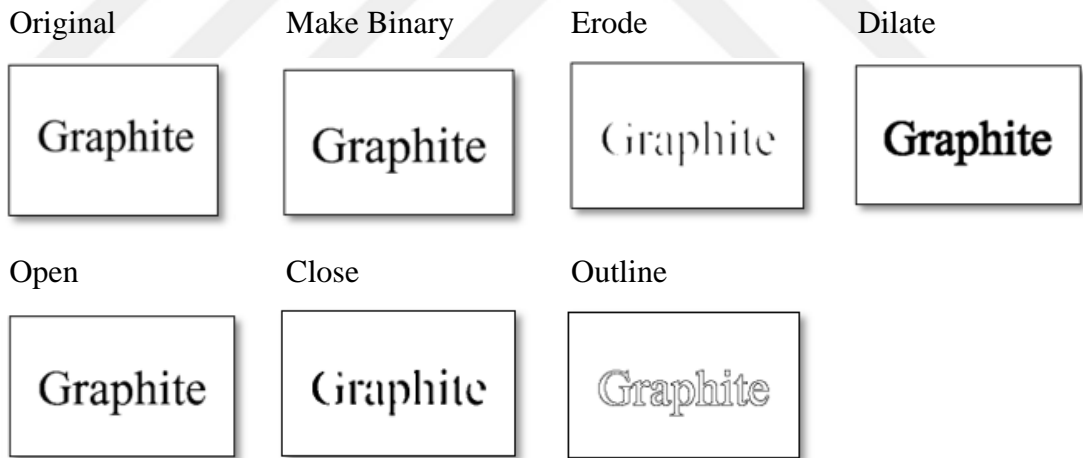 Original Make Binary Erode Dilate
Graphite Graphite Graphite Graphite
Open Close Outline
Graphite Graphite Graphite